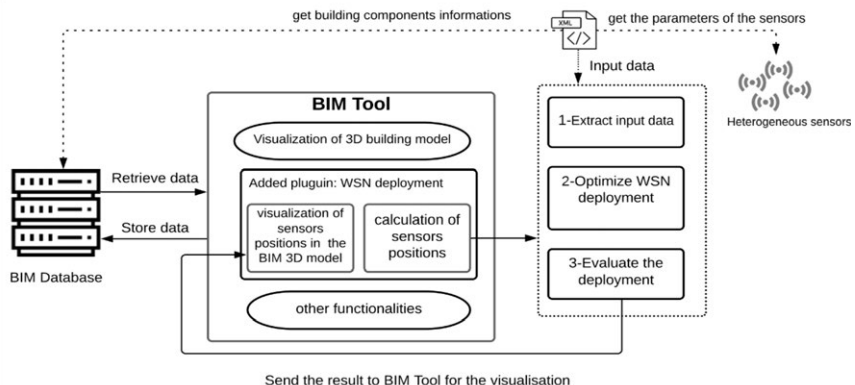 get building components informations
XML
</>
get the parameters of the sensors
Input data
Heterogeneous sensors
BIM Tool
Visualization of 3D building model
Retrieve data
Store data
BIM Database
Added pluguin: WSN deployment
visualization of
sensors
positions in the
BIM 3D model
calculation of
sensors
positions
other functionalities
1-Extract input data
2-Optimize WSN
deployment
3-Evaluate the
deployment
Send the result to BIM Tool for the visualisation